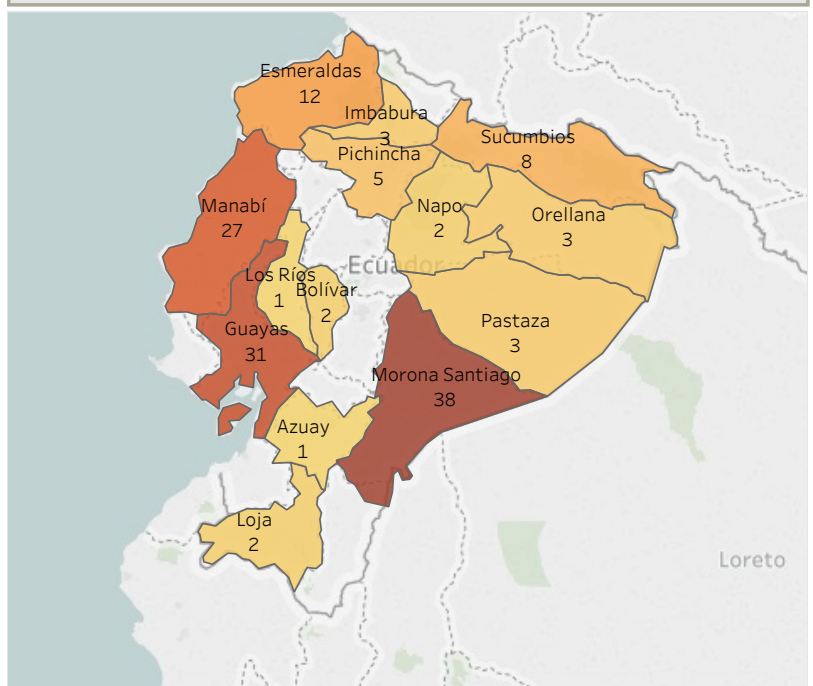 Esmeraldas
12
Imbabura
3
Sucumbios
8
Pichincha
5
Manabí
27
Napo
2
Orellana
3
Ecuador
Los Ríos
1
Bolívar
2
Guayas
31
Pastaza
3
Morona Santiago
38
Azuay
1
Loja
2
Loreto